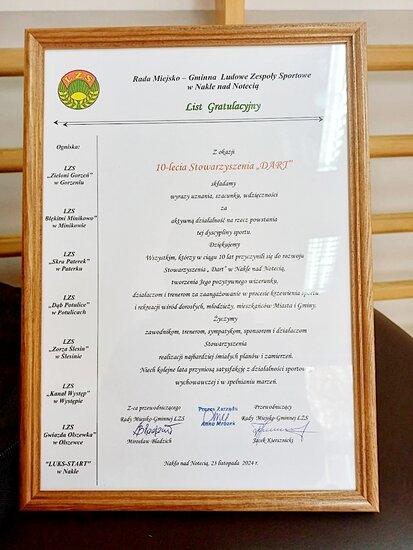 LZS
Rada Miejsko – Gminna Ludowe Zespoły Sportowe
w Nakle nad Notecią
List Gratulacyjny
Ogniska:
LZS
„Zieloni Gorzeń”
w Gorzeniu
LZS
Błękitni Minikowo”
w Minikowie
LZS
„Skra Paterek”
w Paterku
LZS
„Dąb Potulice”
w Potulicach
LZS
„Zorza Ślesin”
w Ślesinie
LZS
„Kanał Występ”
w Występie
LZS
Gwiazda Olszewka”
w Olszewce
"LUKS-START”
w Nakle
Z okazji
10-lecia Stowarzyszenia „DART”
składamy
wyrazy uznania, szacunku, wdzięczności
za
aktywną działalność na rzecz powstania
tej dyscypliny sportu.
Dziękujemy
Wszystkim, którzy w ciągu 10 lat przyczynili się do rozwoju
Stowarzyszenia „ Dart” w Nakle nad Notecią,
tworzenia Jego pozytywnego wizerunku,
działaczom i trenerom za zaangażowanie w procesie krzewienia sportu
i rekreacji wśród dorosłych, młodzieży, mieszkańców Miasta i Gminy.
Życzymy
zawodnikom, trenerom, sympatykom, sponsorom i działaczom
Stowarzyszenia
realizacji najbardziej śmiałych planów i zamierzeń.
Niech kolejne lata przyniosą satysfakcję z działalności sportowo
wychowawczej i w spełnianiu marzeń.
Z-ca przewodniczącego
Rady Miejsko-Gminnej LZS
Mirosław-Bladzich
Prezes Zarządu
Anna Mrozek
Przewodniczący
Rady Miejsko-Gminnej LZS
Jacek Kiersznicki
Nakło nad Notecią, 23 listopada 2024 r.